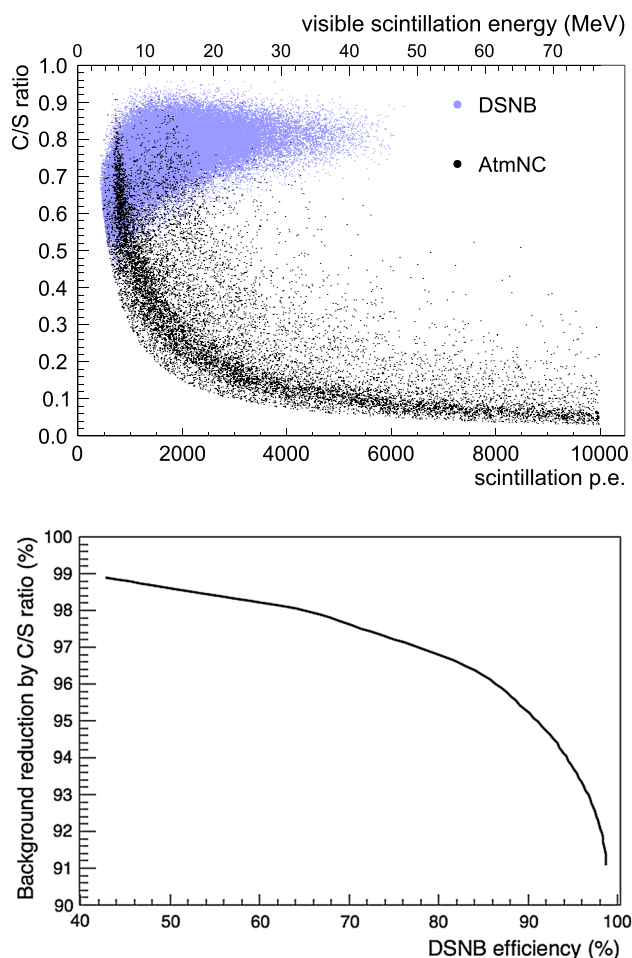 visible scintillation energy (MeV)
0 10 20 30 40 50 60 70
C/S ratio
1.0
0.9
0.8
0.7
0.6
0.5
0.4
0.3
0.2
0.1
0.0
DSNB
AtmNC
0 2000 4000 6000 8000 10000
scintillation p.e.
Background reduction by C/S ratio (%)
100
99
98
97
96
95
94
93
92
91
90
40 50 60 70 80 90 100
DSNB efficiency (%)